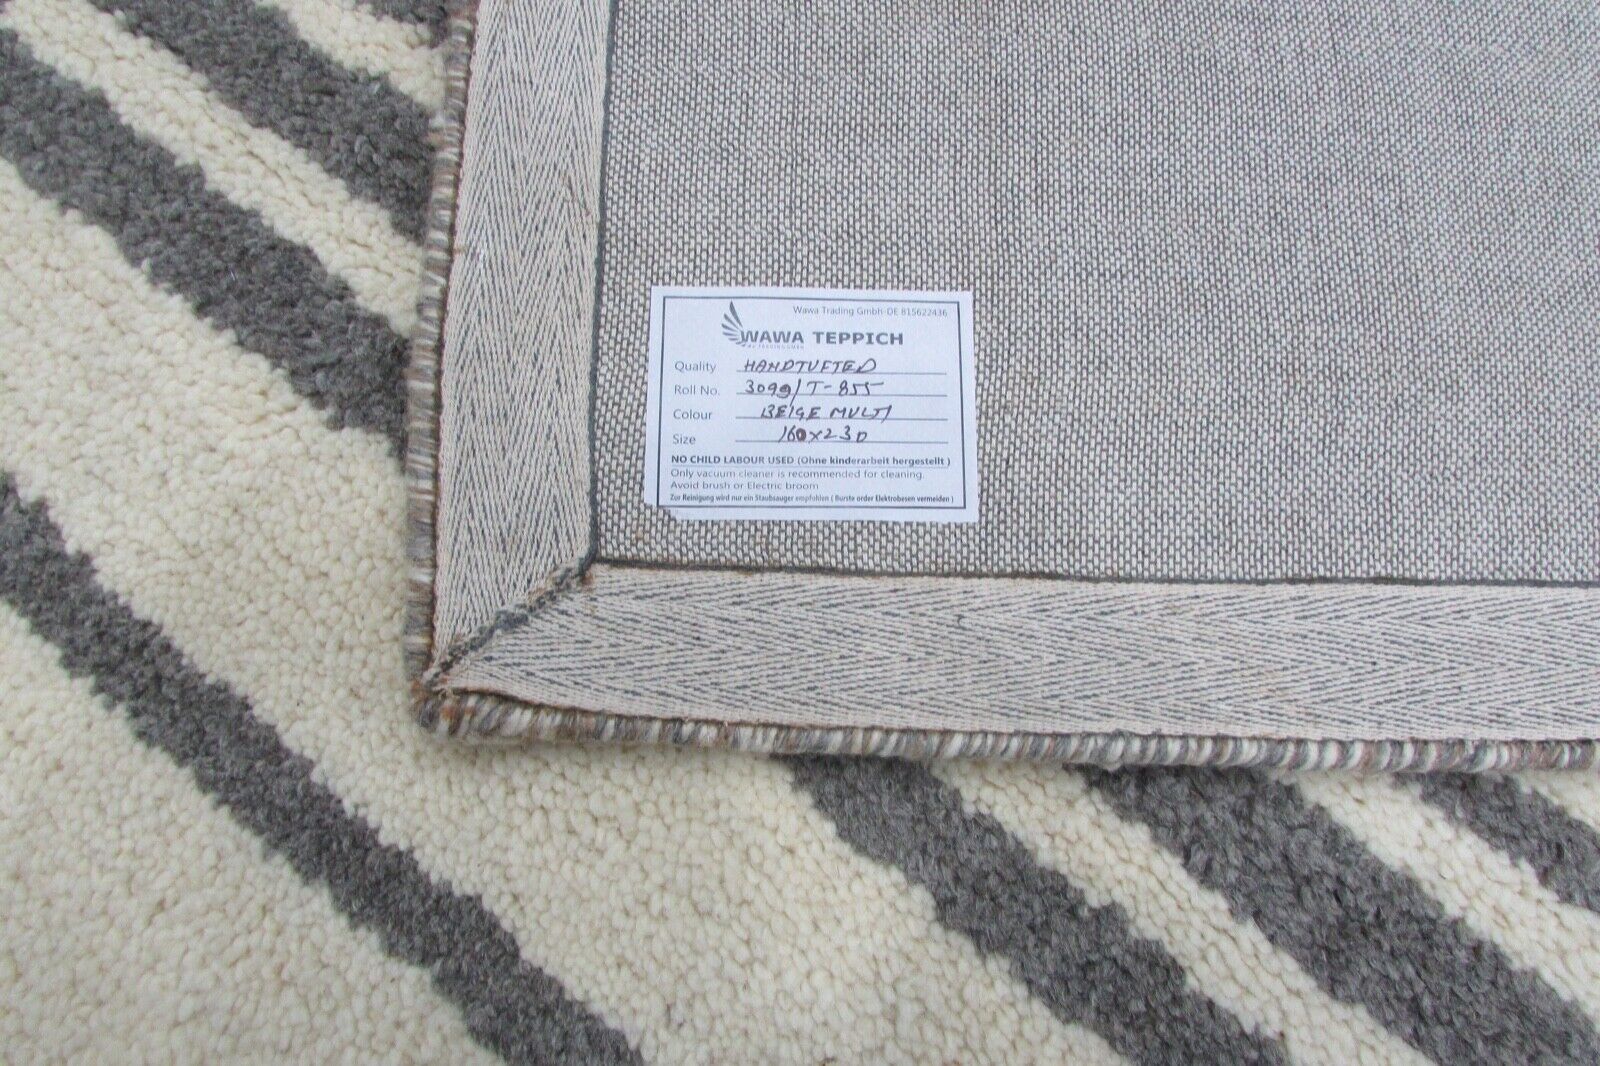 Wawa Trading Gmbh-DE 815622436
WAWA TEPPICH
Quality HANDTUFTED
Roll No. 3099/T-855
Colour BEIGE MULTI
Size 160x230
NO CHILD LABOUR USED (Ohne kinderarbeit hergestellt )
Only vacuum cleaner is recommended for cleaning.
Avoid brush or Electric broom
Zur Reinigung wird nur ein Staubsauger empfohlen ( Burste order Elektrobesen vermeiden )